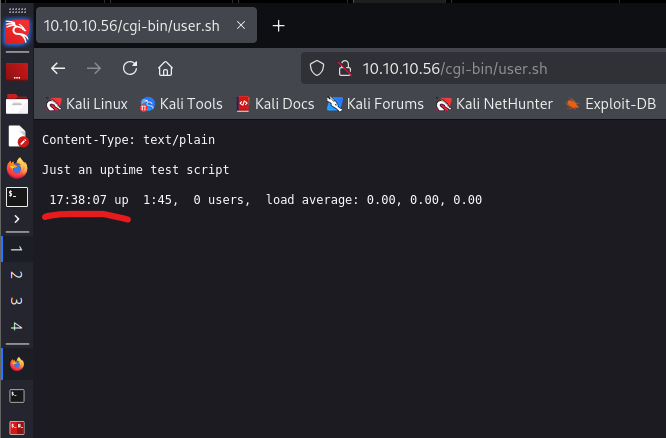 10.10.10.56/cgi-bin/user.sh
10.10.10.56/cgi-bin/user.sh
Kali Linux Kali Tools Kali Docs Kali Forums Kali NetHunter Exploit-DB
Content-Type: text/plain
Just an uptime test script
17:38:07 up  1:45,  0 users,  load average: 0.00, 0.00, 0.00
1
2
3
4